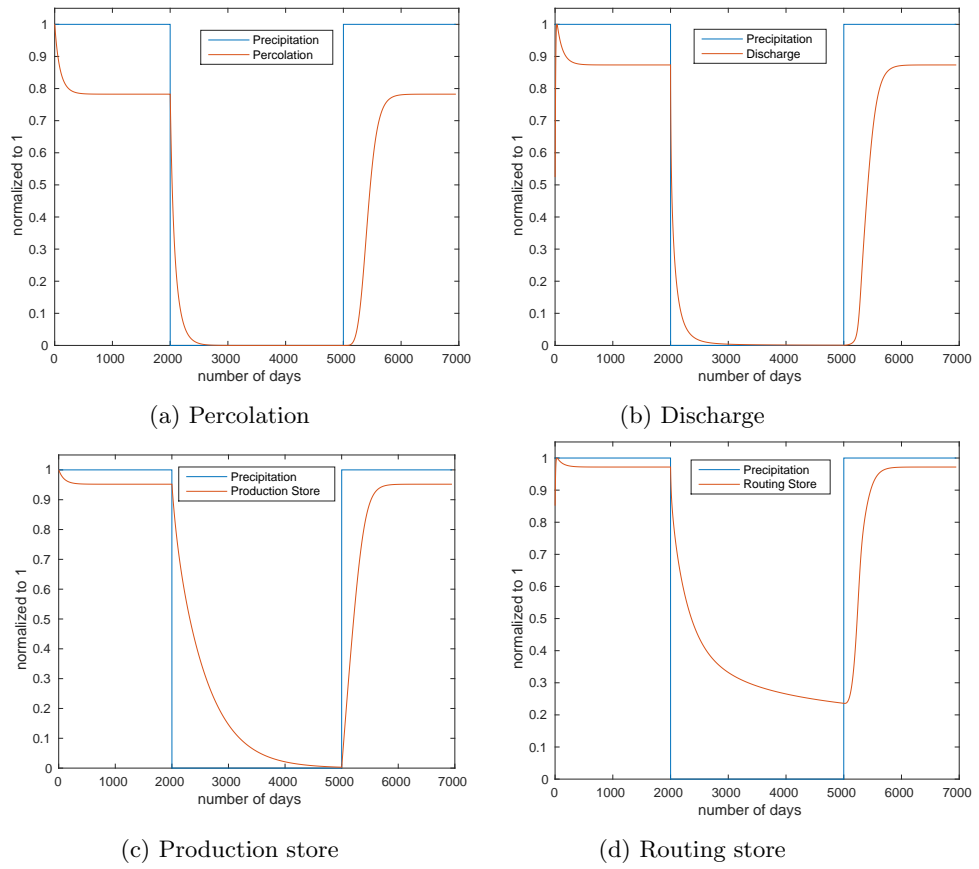 1
0.9
0.8
0.7
0.6
0.5
0.4
0.3
0.2
0.1
0
normalized to 1
Precipitation
Percolation
0 1000 2000 3000 4000 5000 6000 7000
number of days
(a) Percolation
1
0.9
0.8
0.7
0.6
0.5
0.4
0.3
0.2
0.1
0
normalized to 1
Precipitation
Discharge
0 1000 2000 3000 4000 5000 6000 7000
number of days
(b) Discharge
1
0.9
0.8
0.7
0.6
0.5
0.4
0.3
0.2
0.1
0
normalized to 1
Precipitation
Production Store
0 1000 2000 3000 4000 5000 6000 7000
number of days
(c) Production store
1
0.9
0.8
0.7
0.6
0.5
0.4
0.3
0.2
0.1
0
normalized to 1
Precipitation
Routing Store
0 1000 2000 3000 4000 5000 6000 7000
number of days
(d) Routing store